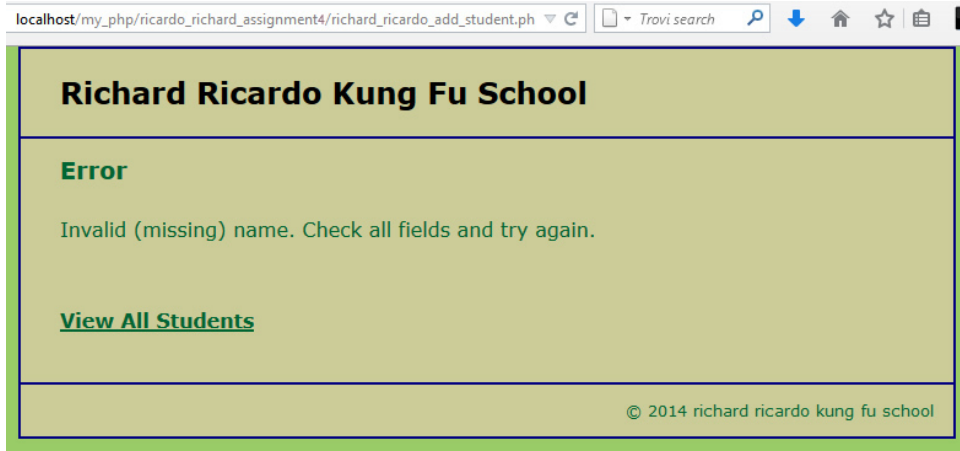 localhost/my_php/ricardo_richard_assignment4/richard_ricardo_add_student.ph
Trovi search
Richard Ricardo Kung Fu School
Error
Invalid (missing) name. Check all fields and try again.
View All Students
© 2014 richard ricardo kung fu school